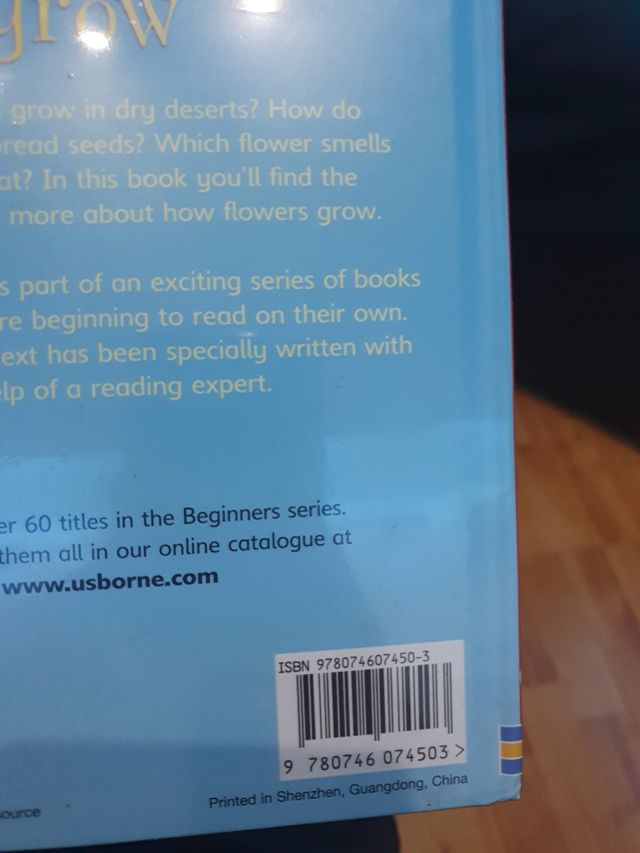 grow
grow in dry deserts? How do
read seeds? Which flower smells
at? In this book you'll find the
more about how flowers grow.
s part of an exciting series of books
re beginning to read on their own.
ext has been specially written with
lp of a reading expert.
er 60 titles in the Beginners series.
them all in our online catalogue at
www.usborne.com
ISBN 978074607450-3
9 780746 074503 >
Printed in Shenzhen, Guangdong, China
ource